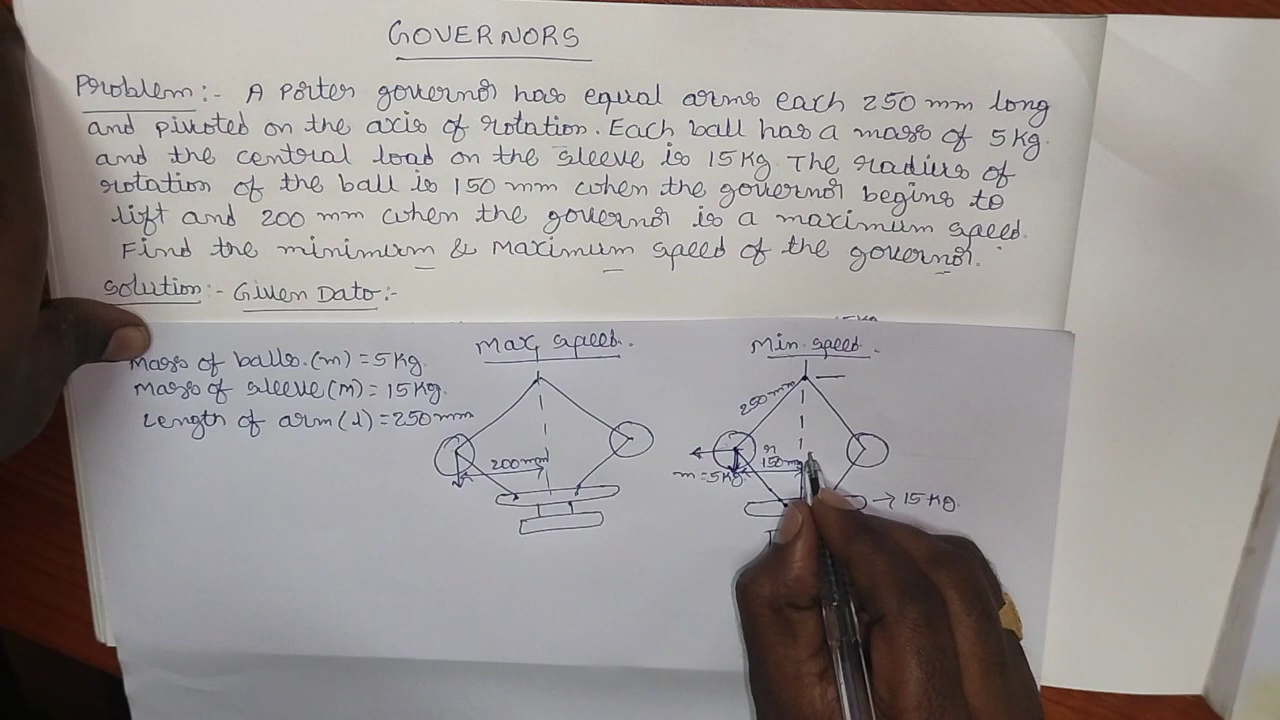 GOVERNORS
Problem:- A Porter governor has equal arms each 250 mm long
and pivoted on the axis of rotation. Each ball has a mass of 5 Kg.
and the central load on the sleeve is 15 Kg. The radius of
rotation of the ball is 150 mm when the governor begins to
lift and 200 mm when the governor is a maximum speed.
Find the minimum & Maximum speed of the governor.
Solution:- Given Data:-
Max, speed.
Min. speed.
Mass of balls.(m) = 5 Kg.
Mass of sleeve(M) = 15 Kg.
Length of arm(l) = 250 mm
200 mm
250 mm
r
150 m
m = 5 Kg.
→ 15 Kg.